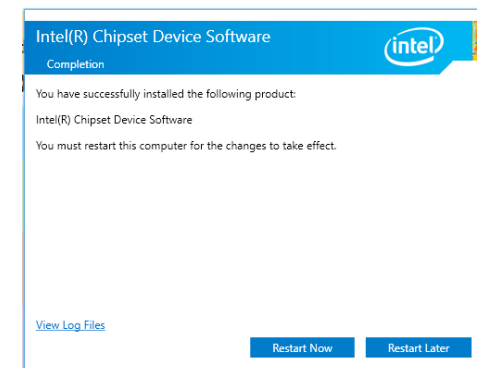 Intel(R) Chipset Device Software
intel
Completion
You have successfully installed the following product:
Intel(R) Chipset Device Software
You must restart this computer for the changes to take effect.
View Log Files
Restart Now
Restart Later